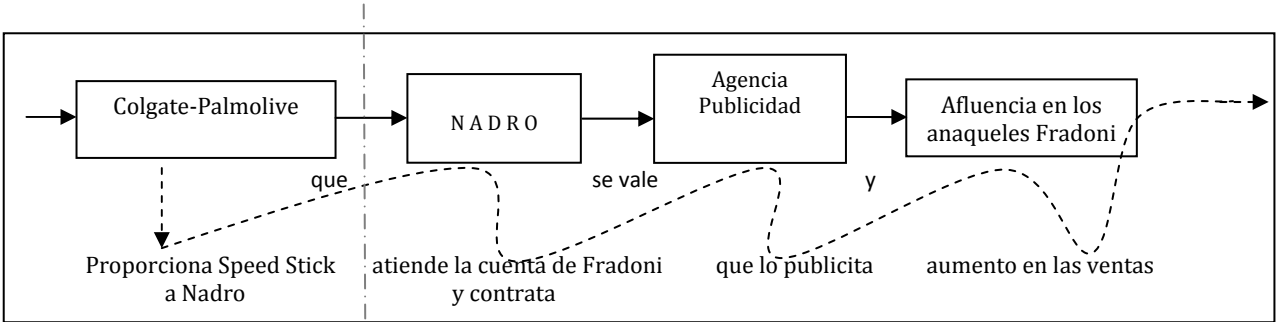 Colgate-Palmolive
N A D R O
Agencia
Publicidad
Afluencia en los
anaqueles Fradoni
que
se vale
y
Proporciona Speed Stick
a Nadro
atiende la cuenta de Fradoni
y contrata
que lo publicita
aumento en las ventas